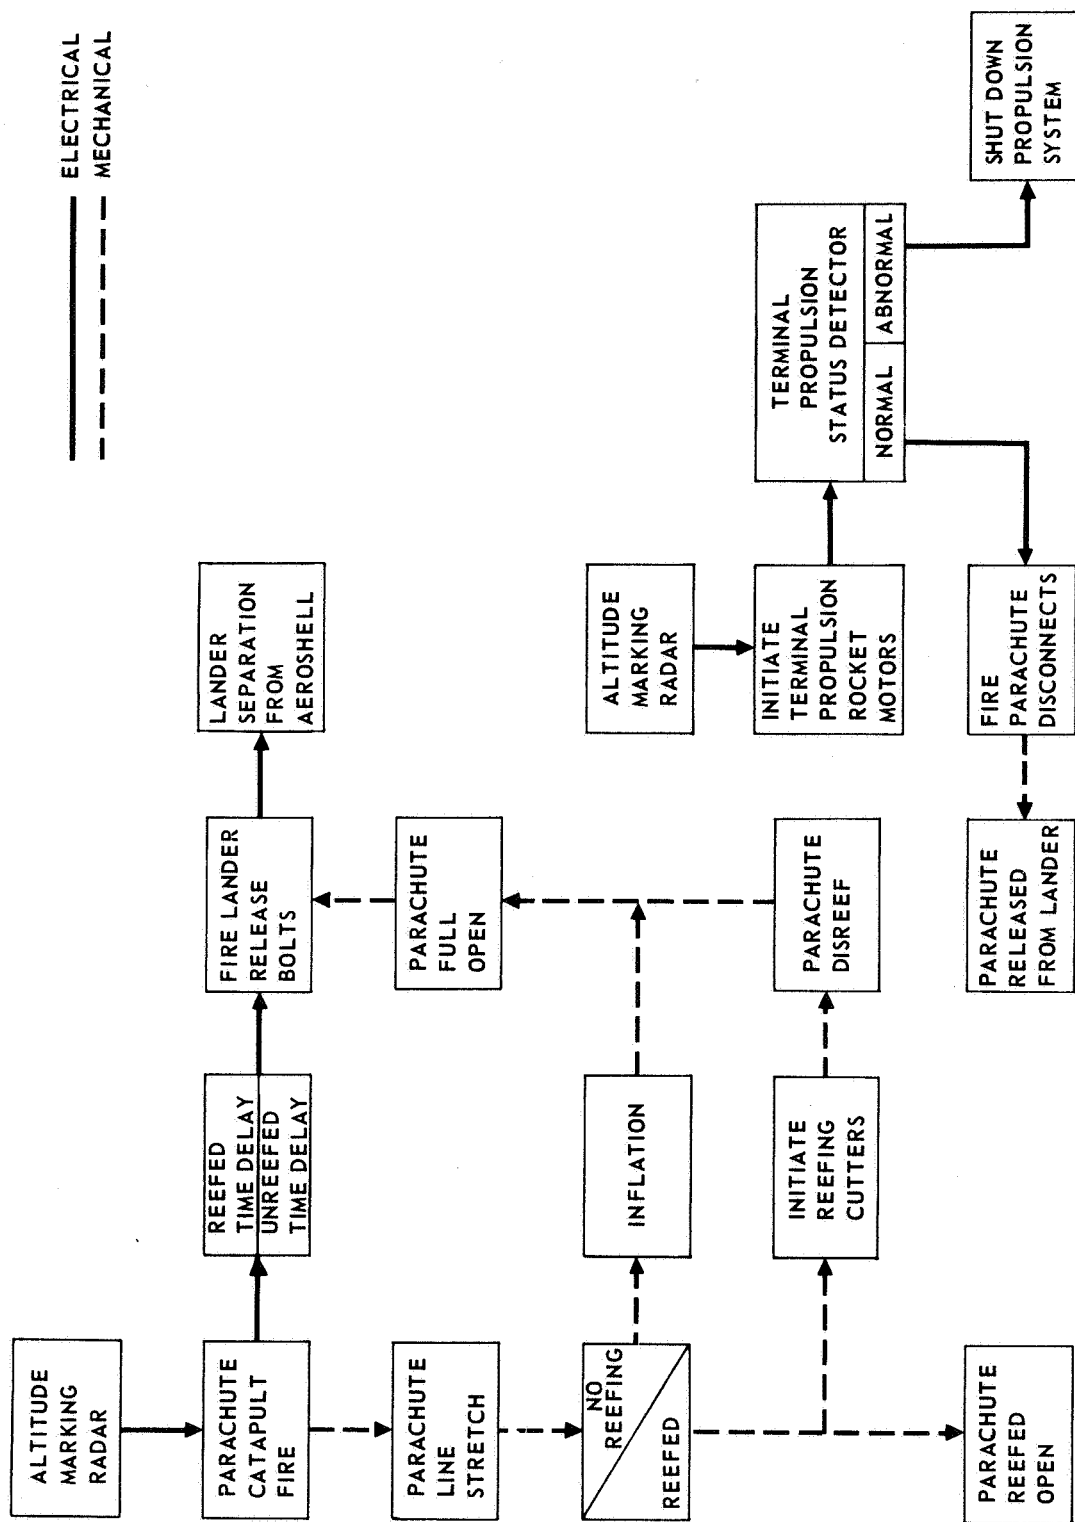 ELECTRICAL
MECHANICAL
ALTITUDE
MARKING
RADAR
PARACHUTE
CATAPULT
FIRE
REEFED
TIME DELAY
UNREEFED
TIME DELAY
FIRE LANDER
RELEASE
BOLTS
LANDER
SEPARATION
FROM
AEROSHELL
PARACHUTE
LINE
STRETCH
PARACHUTE
FULL
OPEN
NO
REEFING
REEFED
INFLATION
ALTITUDE
MARKING
RADAR
INITIATE
REEFING
CUTTERS
PARACHUTE
DISREEF
INITIATE
TERMINAL
PROPULSION
ROCKET
MOTORS
TERMINAL
PROPULSION
STATUS DETECTOR
NORMAL
ABNORMAL
PARACHUTE
REEFED
OPEN
PARACHUTE
RELEASED
FROM LANDER
FIRE
PARACHUTE
DISCONNECTS
SHUT DOWN
PROPULSION
SYSTEM